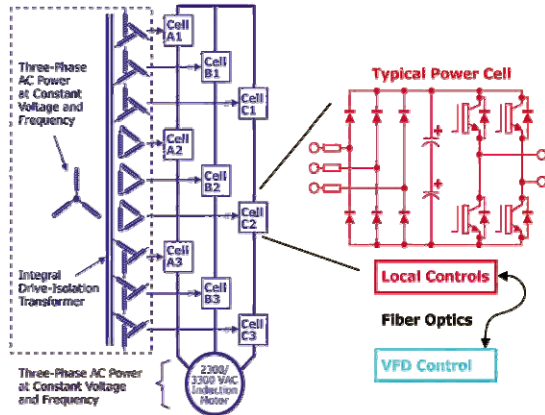 Three-Phase
AC Power
at Constant
Voltage and
Frequency
Integral
Drive-Isolation
Transformer
Three-Phase AC Power
at Constant Voltage
and Frequency
Cell
A1
Cell
B1
Cell
C1
Cell
A2
Cell
B2
Cell
C2
Cell
A3
Cell
B3
Cell
C3
2300/
3300 VAC
Induction
Motor
Typical Power Cell
+
+
Local Controls
Fiber Optics
VFD Control